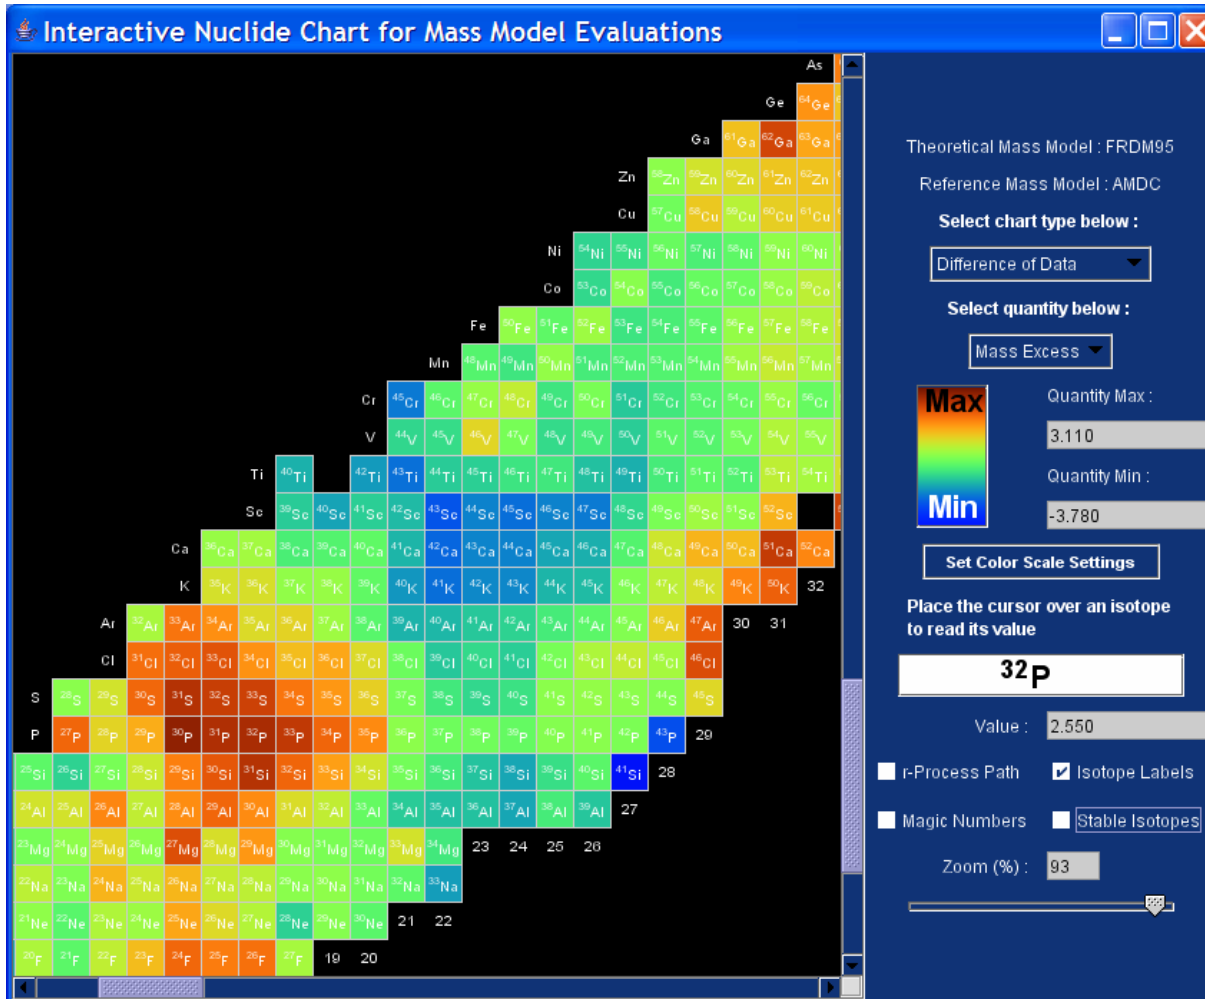 Interactive Nuclide Chart for Mass Model Evaluations
As
Ge 64Ge
Ga 61Ga 62Ga 63Ga
Zn 58Zn 59Zn 60Zn 61Zn 62Zn
Cu 57Cu 58Cu 59Cu 60Cu 61Cu
Ni 54Ni 55Ni 56Ni 57Ni 58Ni 59Ni 60Ni
Co 53Co 54Co 55Co 56Co 57Co 58Co 59Co
Fe 50Fe 51Fe 52Fe 53Fe 54Fe 55Fe 56Fe 57Fe 58Fe
Mn 48Mn 49Mn 50Mn 51Mn 52Mn 53Mn 54Mn 55Mn 56Mn 57Mn
Cr 45Cr 46Cr 47Cr 48Cr 49Cr 50Cr 51Cr 52Cr 53Cr 54Cr 55Cr 56Cr
V 44V 45V 46V 47V 48V 49V 50V 51V 52V 53V 54V 55V
Ti 40Ti 42Ti 43Ti 44Ti 45Ti 46Ti 47Ti 48Ti 49Ti 50Ti 51Ti 52Ti 53Ti 54Ti
Sc 39Sc 40Sc 41Sc 42Sc 43Sc 44Sc 45Sc 46Sc 47Sc 48Sc 49Sc 50Sc 51Sc 52Sc
Ca 36Ca 37Ca 38Ca 39Ca 40Ca 41Ca 42Ca 43Ca 44Ca 45Ca 46Ca 47Ca 48Ca 49Ca 50Ca 51Ca 52Ca
K 35K 36K 37K 38K 39K 40K 41K 42K 43K 44K 45K 46K 47K 48K 49K 50K 32
Ar 32Ar 33Ar 34Ar 35Ar 36Ar 37Ar 38Ar 39Ar 40Ar 41Ar 42Ar 43Ar 44Ar 45Ar 46Ar 47Ar 30 31
Cl 31Cl 32Cl 33Cl 34Cl 35Cl 36Cl 37Cl 38Cl 39Cl 40Cl 41Cl 42Cl 43Cl 44Cl 45Cl 46Cl
S 28S 29S 30S 31S 32S 33S 34S 35S 36S 37S 38S 39S 40S 41S 42S 43S 44S 45S
P 27P 28P 29P 30P 31P 32P 33P 34P 35P 36P 37P 38P 39P 40P 41P 42P 43P 29
25Si 26Si 27Si 28Si 29Si 30Si 31Si 32Si 33Si 34Si 35Si 36Si 37Si 38Si 39Si 40Si 41Si 28
24Al 25Al 26Al 27Al 28Al 29Al 30Al 31Al 32Al 33Al 34Al 35Al 36Al 37Al 38Al 39Al 27
23Mg 24Mg 25Mg 26Mg 27Mg 28Mg 29Mg 30Mg 31Mg 32Mg 33Mg 34Mg 23 24 25 26
22Na 23Na 24Na 25Na 26Na 27Na 28Na 29Na 30Na 31Na 32Na 33Na
21Ne 22Ne 23Ne 24Ne 25Ne 26Ne 27Ne 28Ne 29Ne 30Ne 21 22
20F 21F 22F 23F 24F 25F 26F 27F 19 20
Theoretical Mass Model : FRDM95
Reference Mass Model : AMDC
Select chart type below :
Difference of Data
Select quantity below :
Mass Excess
Max
Min
Quantity Max :
3.110
Quantity Min :
-3.780
Set Color Scale Settings
Place the cursor over an isotope
to read its value
32P
Value : 2.550
r-Process Path Isotope Labels
Magic Numbers Stable Isotopes
Zoom (%) : 93